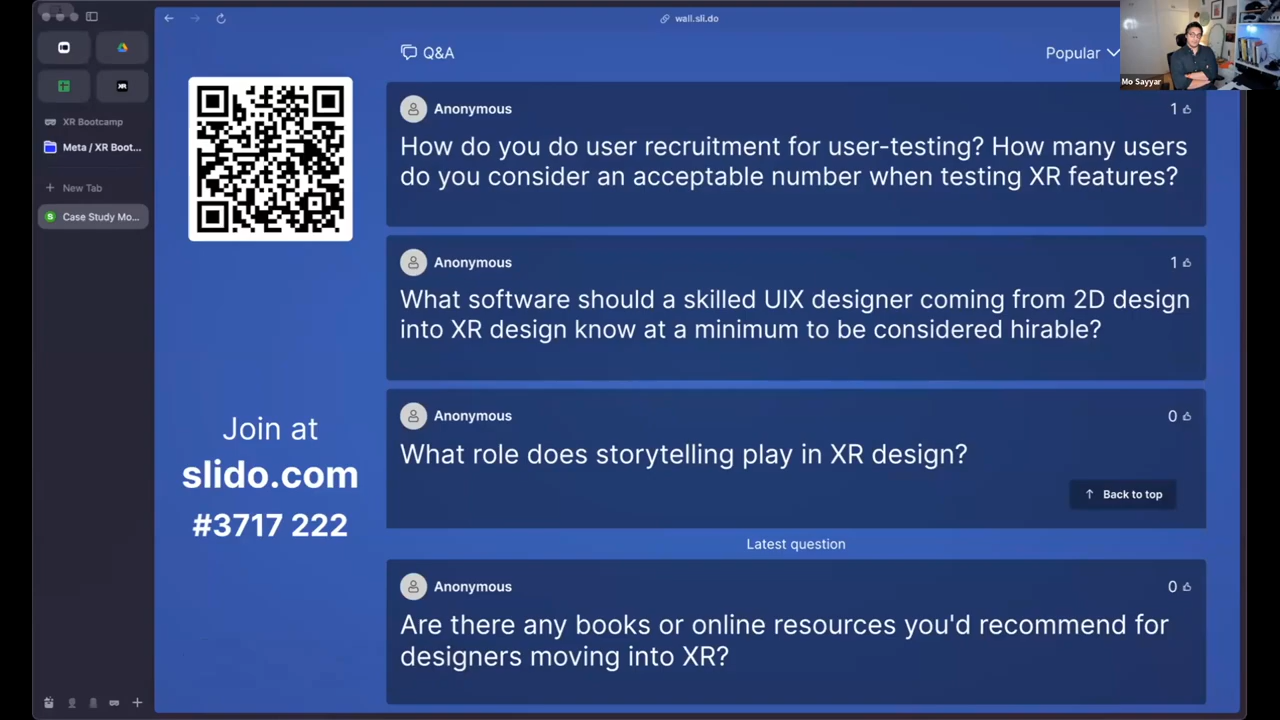 wall.sli.do
Mo Sayyar
XR
XR Bootcamp
Meta / XR Boot...
New Tab
Case Study Mo...
Q&A
Popular
Anonymous
1
How do you do user recruitment for user-testing? How many users
do you consider an acceptable number when testing XR features?
Anonymous
1
What software should a skilled UIX designer coming from 2D design
into XR design know at a minimum to be considered hirable?
Anonymous
0
What role does storytelling play in XR design?
Back to top
Join at
slido.com
#3717 222
Latest question
Anonymous
0
Are there any books or online resources you'd recommend for
designers moving into XR?